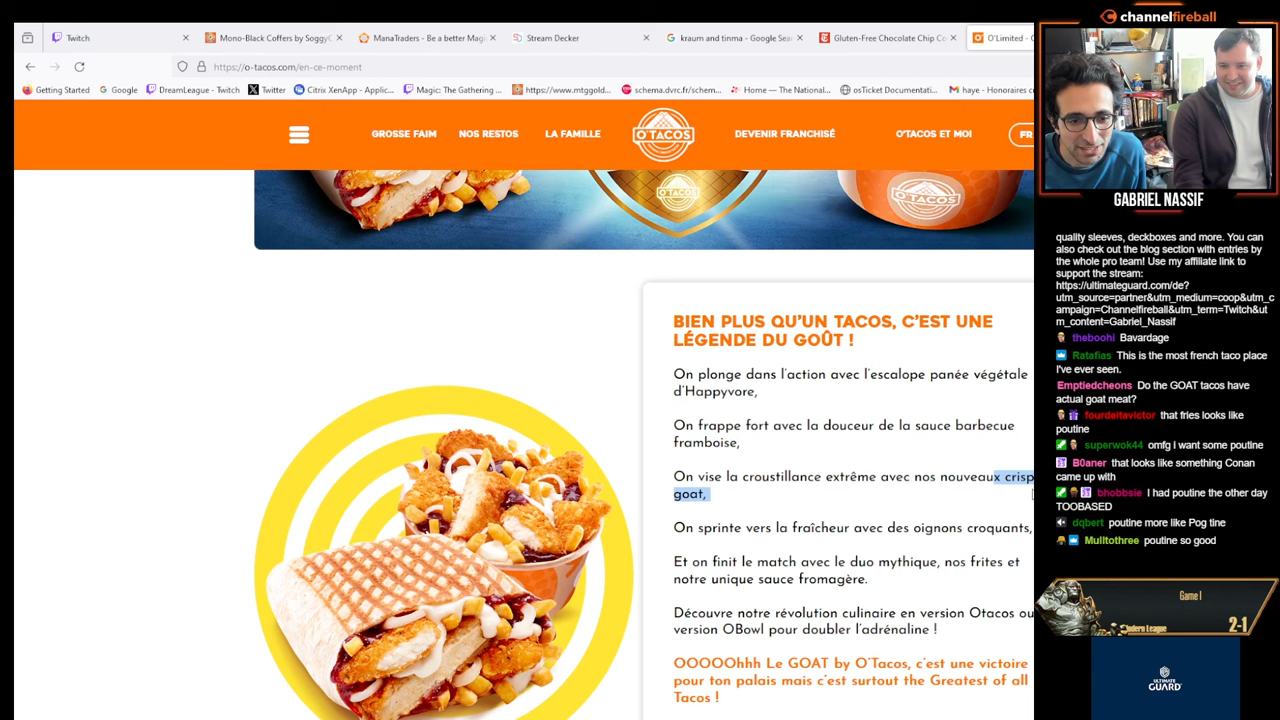 channelfireball
Twitch
Mono-Black Coffers by SoggyC
ManaTraders - Be a better Magi
Stream Decker
kraum and tinma - Google Sea
Gluten-Free Chocolate Chip Co
O'Limited - O
https://o-tacos.com/en-ce-moment
Getting Started
Google
DreamLeague - Twitch
Twitter
Citrix XenApp - Applic...
Magic: The Gathering ...
https://www.mtggold...
schema.dvrc.fr/schem...
Home — The National...
osTicket Documentati...
haye - Honoraires c
GROSSE FAIM
NOS RESTOS
LA FAMILLE
O'TACOS
DEVENIR FRANCHISÉ
O'TACOS ET MOI
FR
O'TACOS
O'TACOS
BIEN PLUS QU'UN TACOS, C'EST UNE
LÉGENDE DU GOÛT !
On plonge dans l'action avec l'escalope panée végétale
d'Happyvore,
On frappe fort avec la douceur de la sauce barbecue
framboise,
On vise la croustillance extrême avec nos nouveaux crisp
goat,
On sprinte vers la fraîcheur avec des oignons croquants,
Et on finit le match avec le duo mythique, nos frites et
notre unique sauce fromagère.
Découvre notre révolution culinaire en version Otacos ou
version OBowl pour doubler l'adrénaline !
OOOOOhhh Le GOAT by O'Tacos, c'est une victoire
pour ton palais mais c'est surtout the Greatest of all
Tacos !
GABRIEL NASSIF
quality sleeves, deckboxes and more. You can
also check out the blog section with entries by
the whole pro team! Use my affiliate link to
support the stream:
https://ultimateguard.com/de?
utm_source=partner&utm_medium=coop&utm_c
ampaign=Channelfireball&utm_term=Twitch&ut
m_content=Gabriel_Nassif
theboohi Bavardage
Ratafias This is the most french taco place
I've ever seen.
Emptiedcheons Do the GOAT tacos have
actual goat meat?
fourdeltavictor that fries looks like
poutine
superwok44 omfg i want some poutine
B0aner that looks like something Conan
came up with
bhobbsie I had poutine the other day
TOOBASED
dqbert poutine more like Pog tine
Mulltothree poutine so good
Game 1
Modern League
2-1
ULTIMATE
GUARD